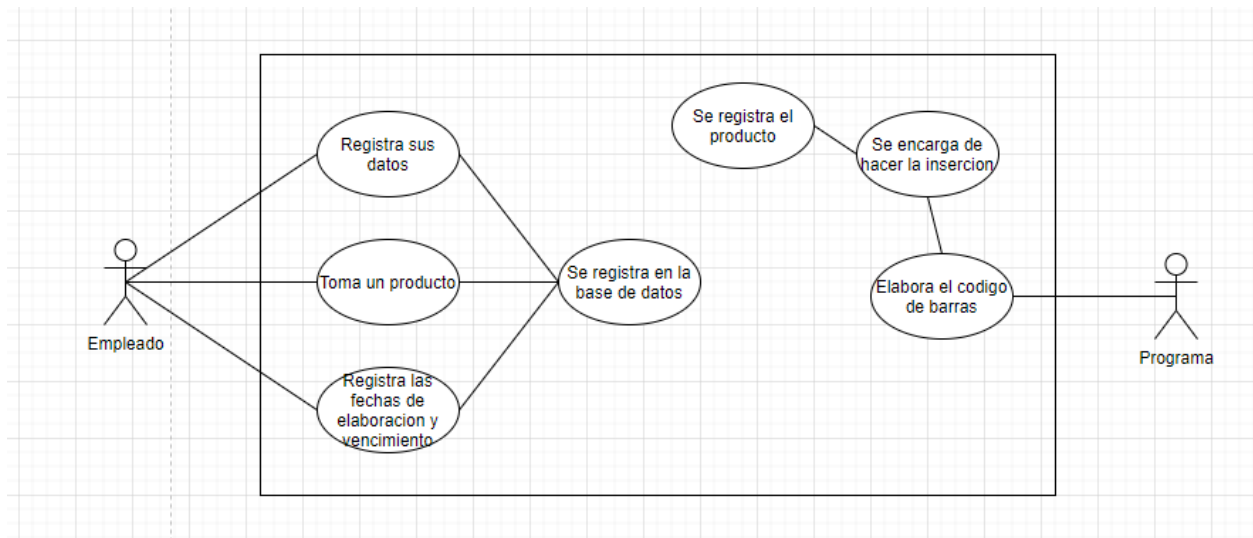 Registra sus
datos
Toma un producto
Registra las
fechas de
elaboracion y
vencimiento
Empleado
Se registra en la
base de datos
Se registra el
producto
Se encarga de
hacer la insercion
Elabora el codigo
de barras
Programa